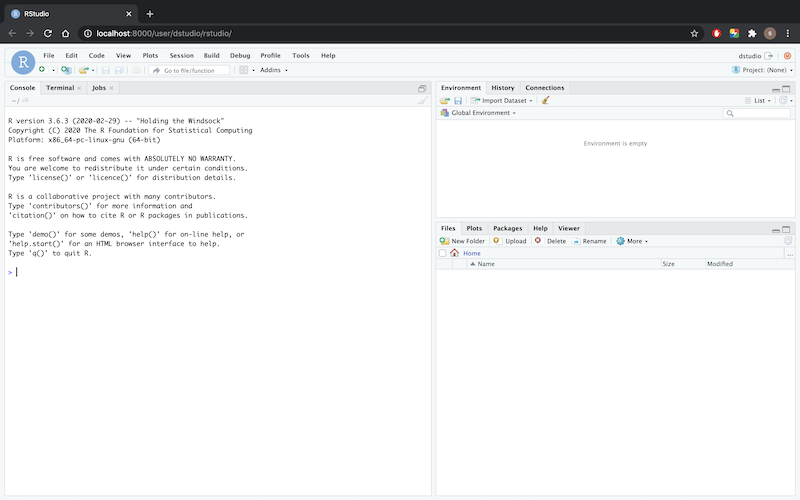 RStudio
localhost:8000/user/dstudio/rstudio/
R
File Edit Code View Plots Session Build Debug Profile Tools Help
dstudio
Go to file/function Addins
Project: (None)
Console Terminal Jobs
~/
R version 3.6.3 (2020-02-29) -- "Holding the Windsock"
Copyright (C) 2020 The R Foundation for Statistical Computing
Platform: x86_64-pc-linux-gnu (64-bit)
R is free software and comes with ABSOLUTELY NO WARRANTY.
You are welcome to redistribute it under certain conditions.
Type 'license()' or 'licence()' for distribution details.
R is a collaborative project with many contributors.
Type 'contributors()' for more information and
'citation()' on how to cite R or R packages in publications.
Type 'demo()' for some demos, 'help()' for on-line help, or
'help.start()' for an HTML browser interface to help.
Type 'q()' to quit R.
>
Environment History Connections
Import Dataset List
Global Environment
Environment is empty
Files Plots Packages Help Viewer
New Folder Upload Delete Rename More
Home ...
Name Size Modified